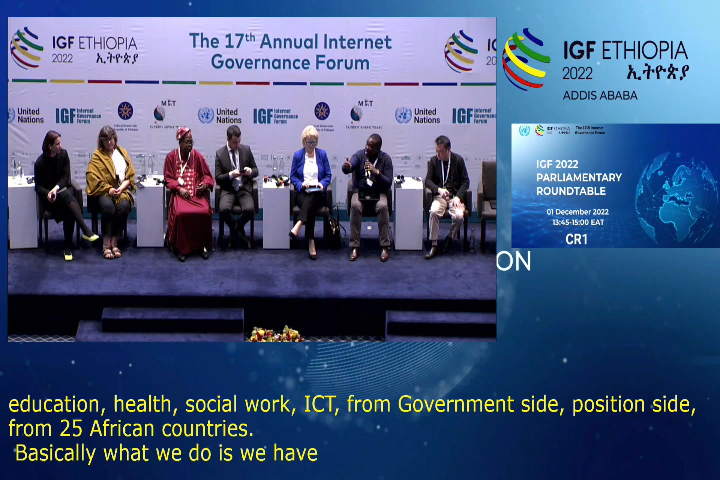 IGF ETHIOPIA
2022 ኢትዮጵያ
The 17th Annual Internet
Governance Forum
United
Nations
IGF Internet
Governance
Forum
United
Nations
IGF Internet
Governance
Forum
United
Nations
IGF
IGF ETHIOPIA
2022 ኢትዮጵያ
ADDIS ABABA
IGF 2022
PARLIAMENTARY
ROUNDTABLE
01 December 2022
13:45-15:00 EAT
CR1
ON
education, health, social work, ICT, from Government side, position side,
from 25 African countries.
Basically what we do is we have